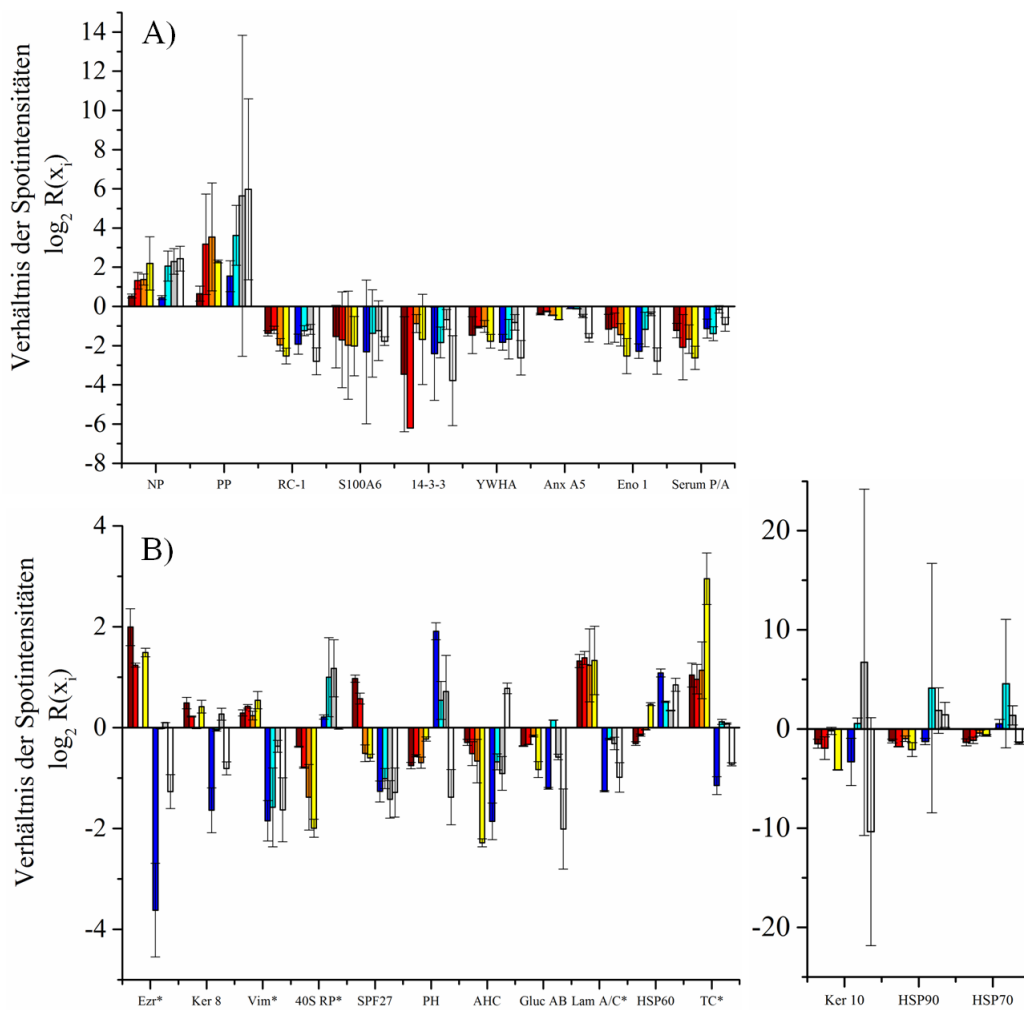 A)
Verhältnis der Spotintensitäten
log2 R(xi)
14
12
10
8
6
4
2
0
-2
-4
-6
-8
NP PP RC-1 S100A6 14-3-3 YWHA Anx A5 Eno 1 Serum P/A
B)
Verhältnis der Spotintensitäten
log2 R(xi)
4
2
0
-2
-4
Ezr* Ker 8 Vim* 40S RP* SPF27 PH AHC Gluc AB Lam A/C* HSP60 TC*
20
10
0
-10
-20
Ker 10 HSP90 HSP70